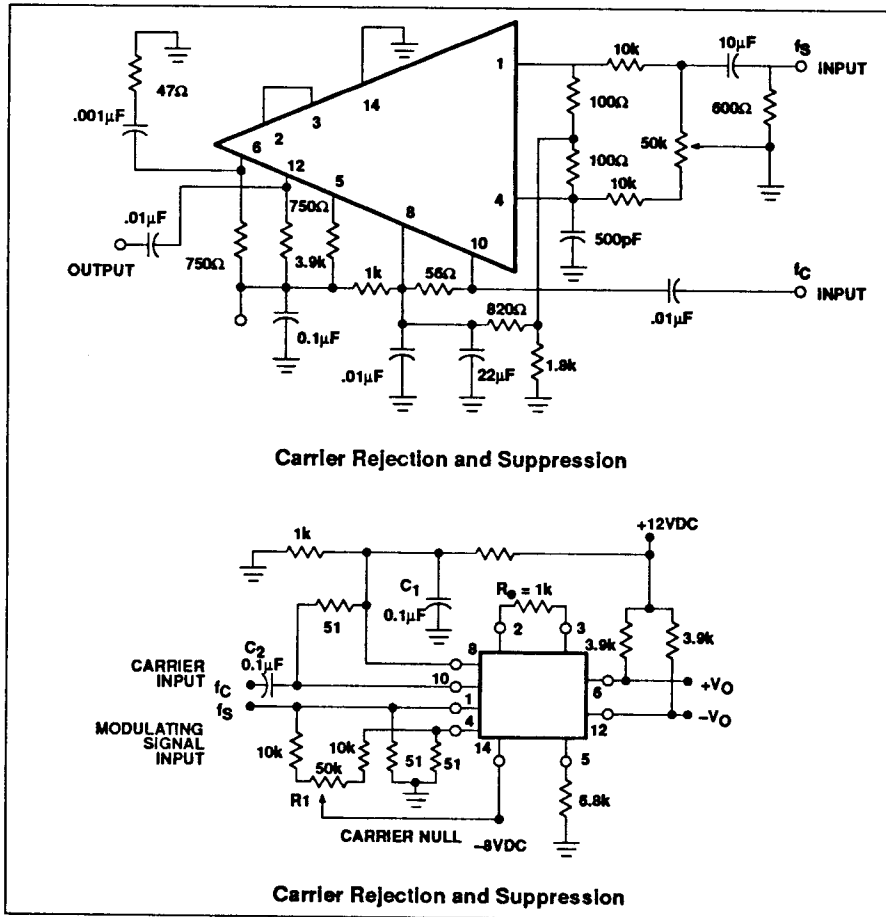 10μF
fS
INPUT
10k
1
47Ω
14
100Ω
600Ω
.001μF
3
2
6
50k
12
100Ω
5
4
10k
750Ω
.01μF
8
500pF
10
OUTPUT
750Ω
3.9k
1k
56Ω
fC
INPUT
820Ω
.01μF
0.1μF
.01μF
22μF
1.8k
Carrier Rejection and Suppression
+12VDC
1k
C1
0.1μF
Re = 1k
51
2
3
3.9k
3.9k
C2
0.1μF
8
CARRIER
INPUT
fC
10
6
+VO
fS
1
MODULATING
SIGNAL
INPUT
4
12
–VO
10k
10k
14
5
50k
51
51
R1
6.8k
CARRIER NULL
–8VDC
Carrier Rejection and Suppression